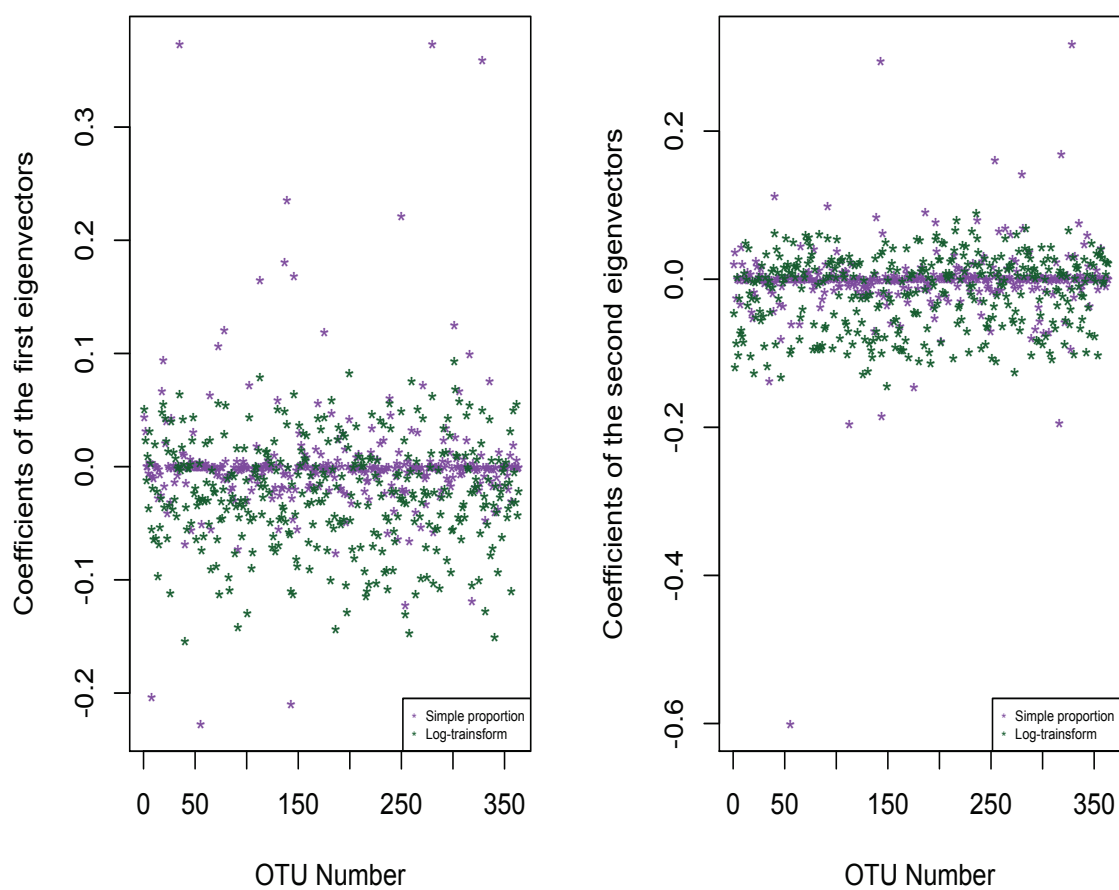 Coefficients of the first eigenvectors
0.3
0.2
0.1
0.0
-0.1
-0.2
* Simple proportion
* Log-trainsform
0 50 150 250 350
OTU Number
Coefficients of the second eigenvectors
0.2
0.0
-0.2
-0.4
-0.6
* Simple proportion
* Log-trainsform
0 50 150 250 350
OTU Number